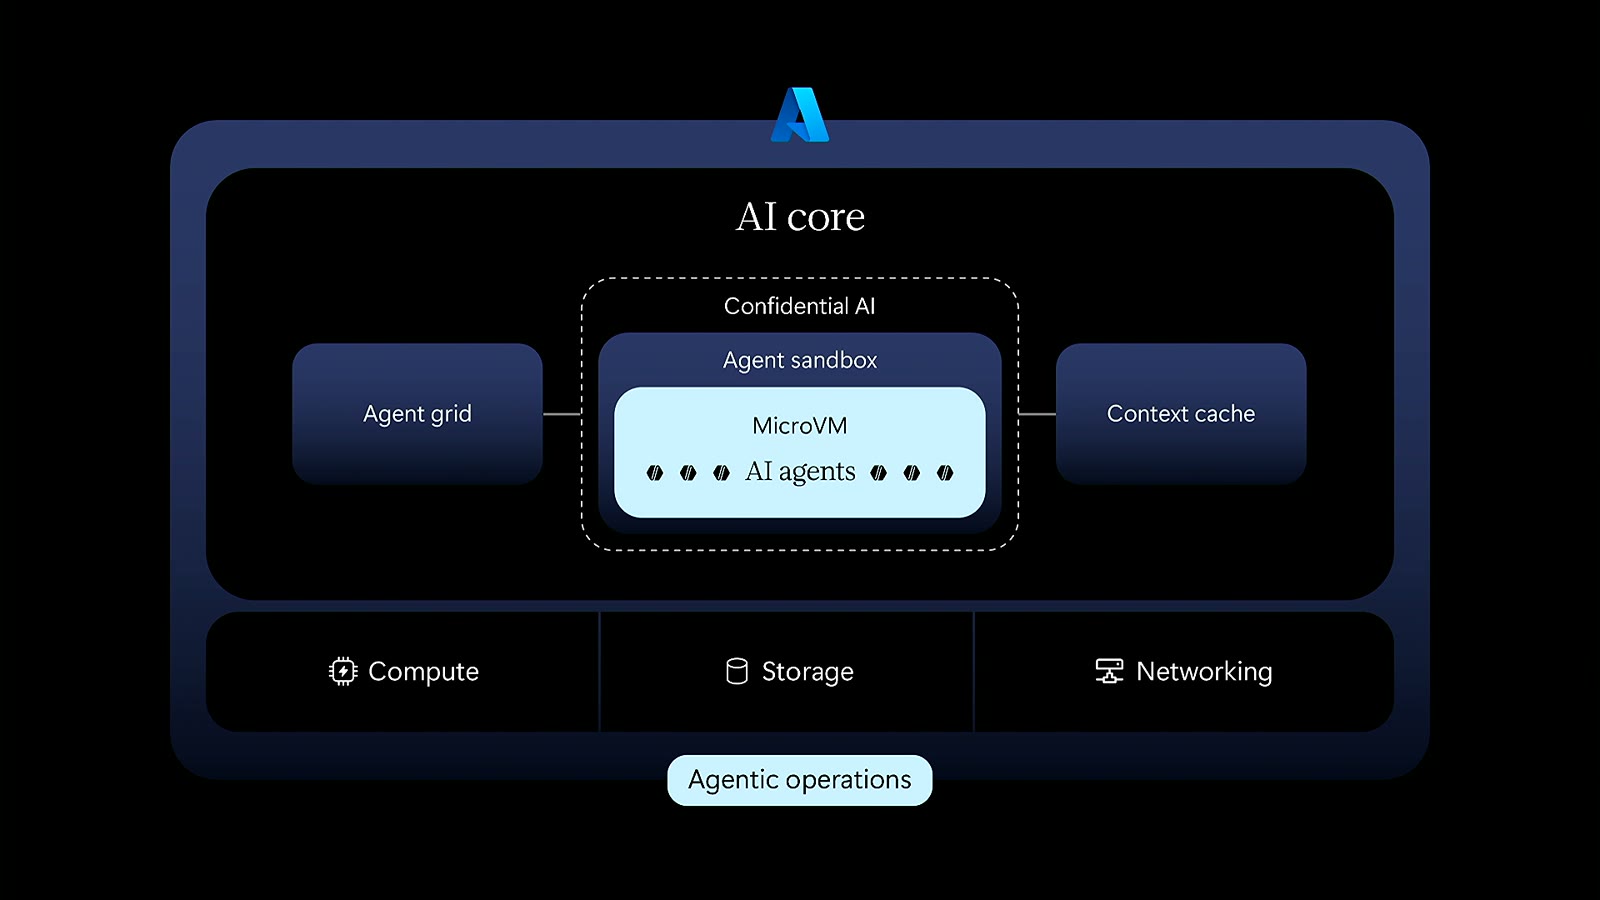 AI core
Confidential AI
Agent sandbox
Agent grid
MicroVM
AI agents
Context cache
Compute
Storage
Networking
Agentic operations